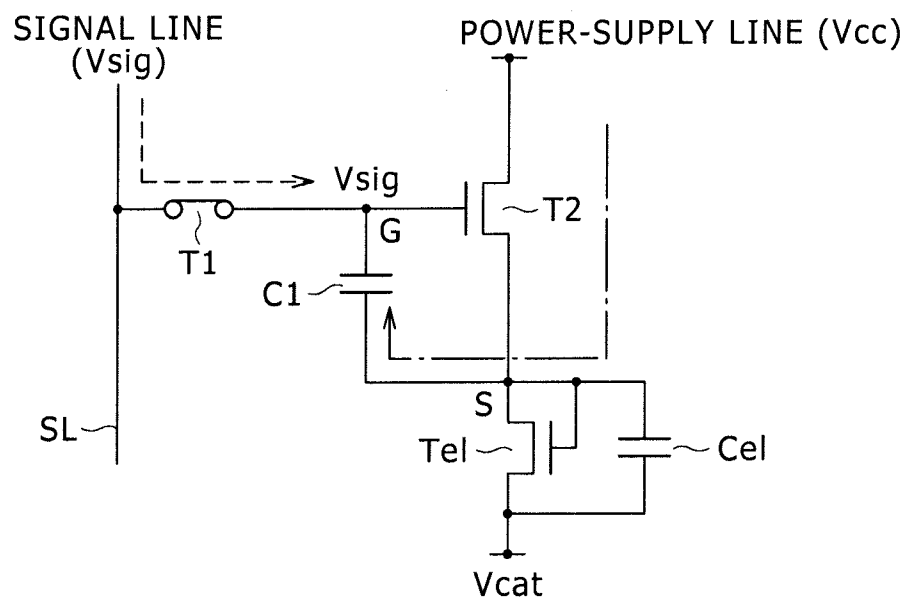 SIGNAL LINE
(Vsig)
POWER-SUPPLY LINE (Vcc)
Vsig
T1
G
T2
C1
S
SL
Tel
Cel
Vcat